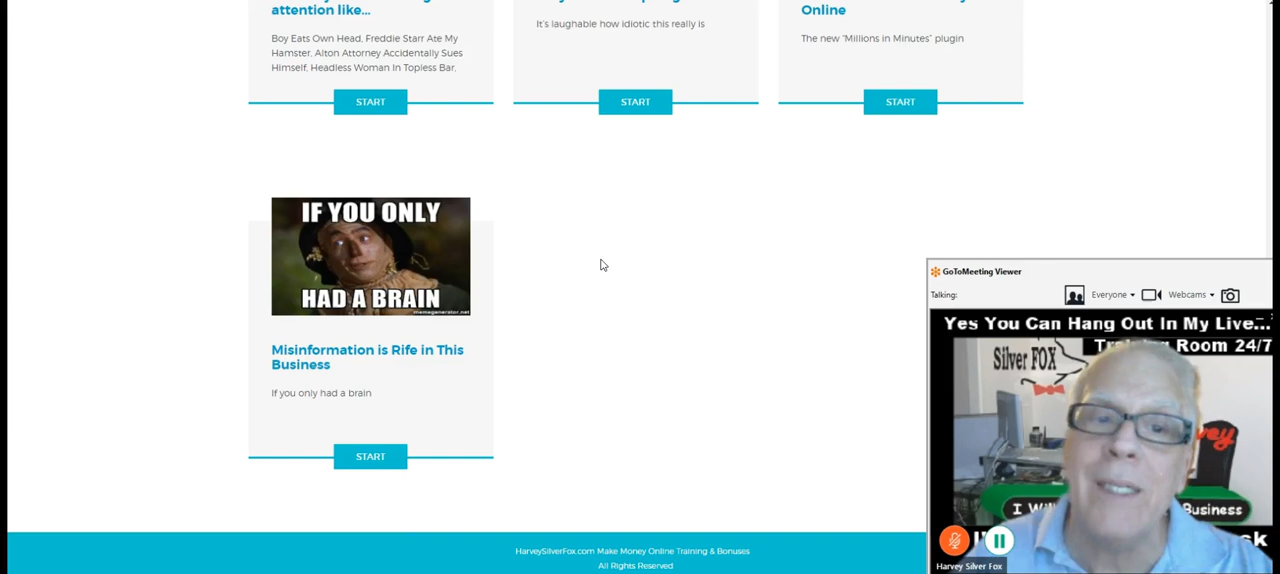 attention like...
Online
Boy Eats Own Head, Freddie Starr Ate My
Hamster, Alton Attorney Accidentally Sues
Himself, Headless Woman In Topless Bar,
It's laughable how idiotic this really is
The new "Millions in Minutes" plugin
START
START
START
IF YOU ONLY
HAD A BRAIN
memegenerator.net
Misinformation is Rife in This
Business
If you only had a brain
START
HarveySilverFox.com Make Money Online Training & Bonuses
All Rights Reserved
GoToMeeting Viewer
Talking:
Everyone
Webcams
Yes You Can Hang Out In My Live...
Room 24/7
Silver FOX
I Business
Harvey Silver Fox